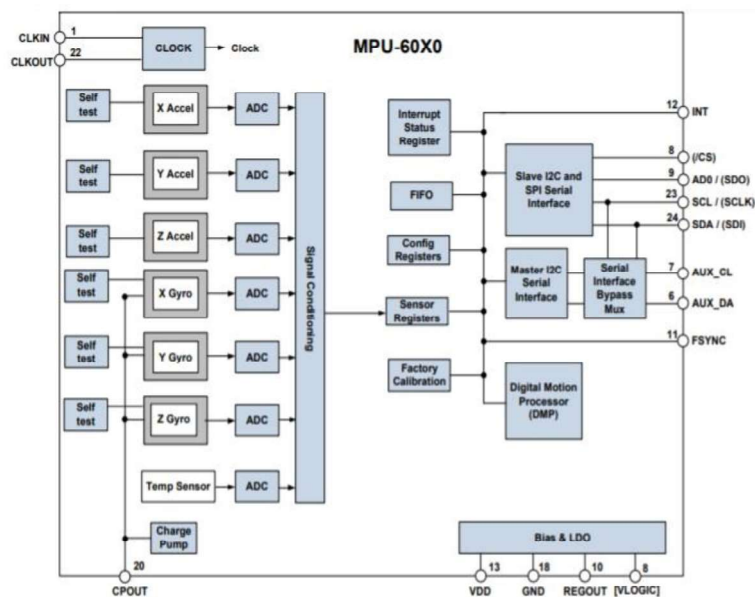 MPU-60X0
CLKIN
1
CLKOUT
22
CLOCK
Clock
Self
test
X Accel
ADC
Self
test
Y Accel
ADC
Self
test
Z Accel
ADC
Self
test
X Gyro
ADC
Self
test
Y Gyro
ADC
Self
test
Z Gyro
ADC
Temp Sensor
ADC
Charge
Pump
20
CPOUT
Signal Conditioning
Interrupt
Status
Register
FIFO
Config
Registers
Sensor
Registers
Factory
Calibration
Slave I2C and
SPI Serial
Interface
Master I2C
Serial
Interface
Serial
Interface
Bypass
Mux
Digital Motion
Processor
(DMP)
12
INT
8
(/CS)
9
AD0 / (SDO)
23
SCL / (SCLK)
24
SDA / (SDI)
7
AUX_CL
6
AUX_DA
11
FSYNC
Bias & LDO
13
VDD
18
GND
10
REGOUT
8
[VLOGIC]